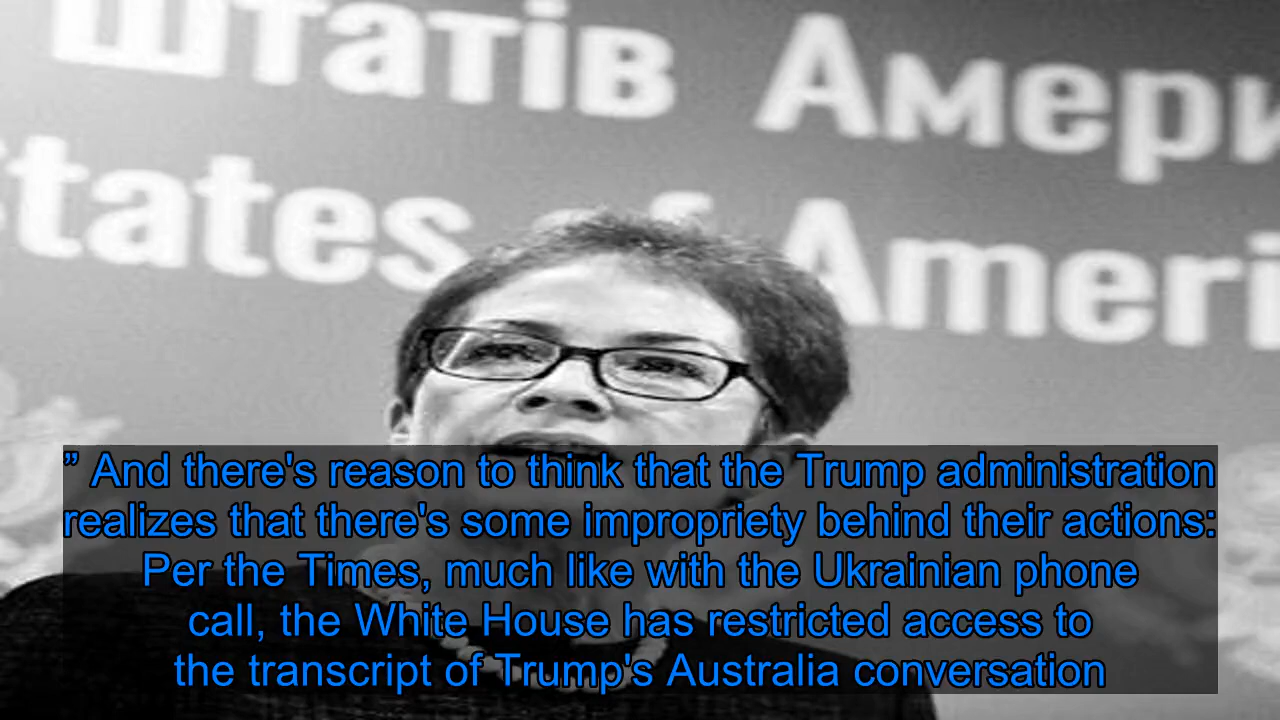 Штатів Амери
States of Ameri
” And there's reason to think that the Trump administration
realizes that there's some impropriety behind their actions:
Per the Times, much like with the Ukrainian phone
call, the White House has restricted access to
the transcript of Trump's Australia conversation